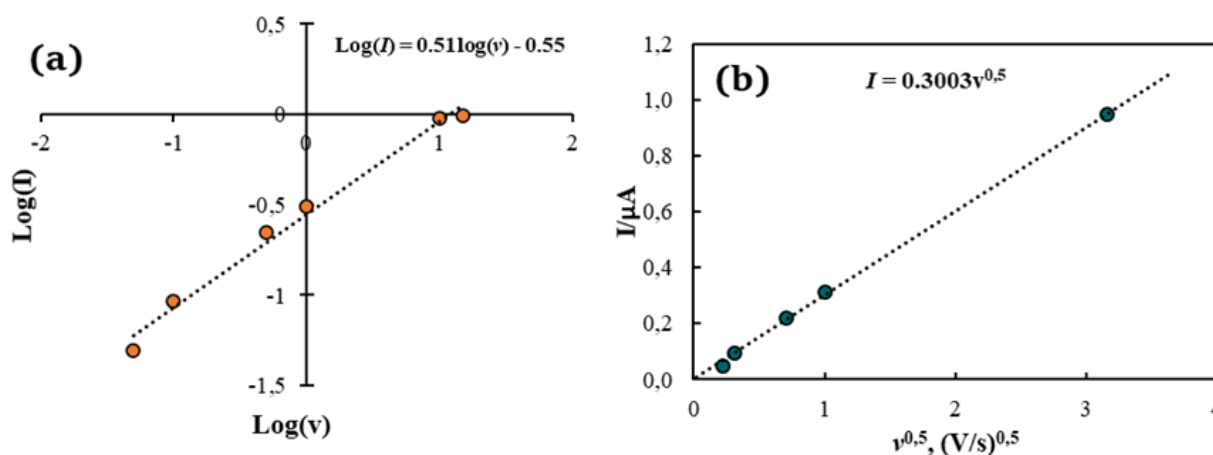 (a)
Log(I) = 0.51log(v) - 0.55
0,5
0
-0,5
-1
-1,5
-2
-1
0
1
2
Log(I)
Log(v)
(b)
I = 0.3003v^0,5
1,2
1,0
0,8
0,6
0,4
0,2
0,0
0
1
2
3
4
I/µA
v^0,5, (V/s)^0,5